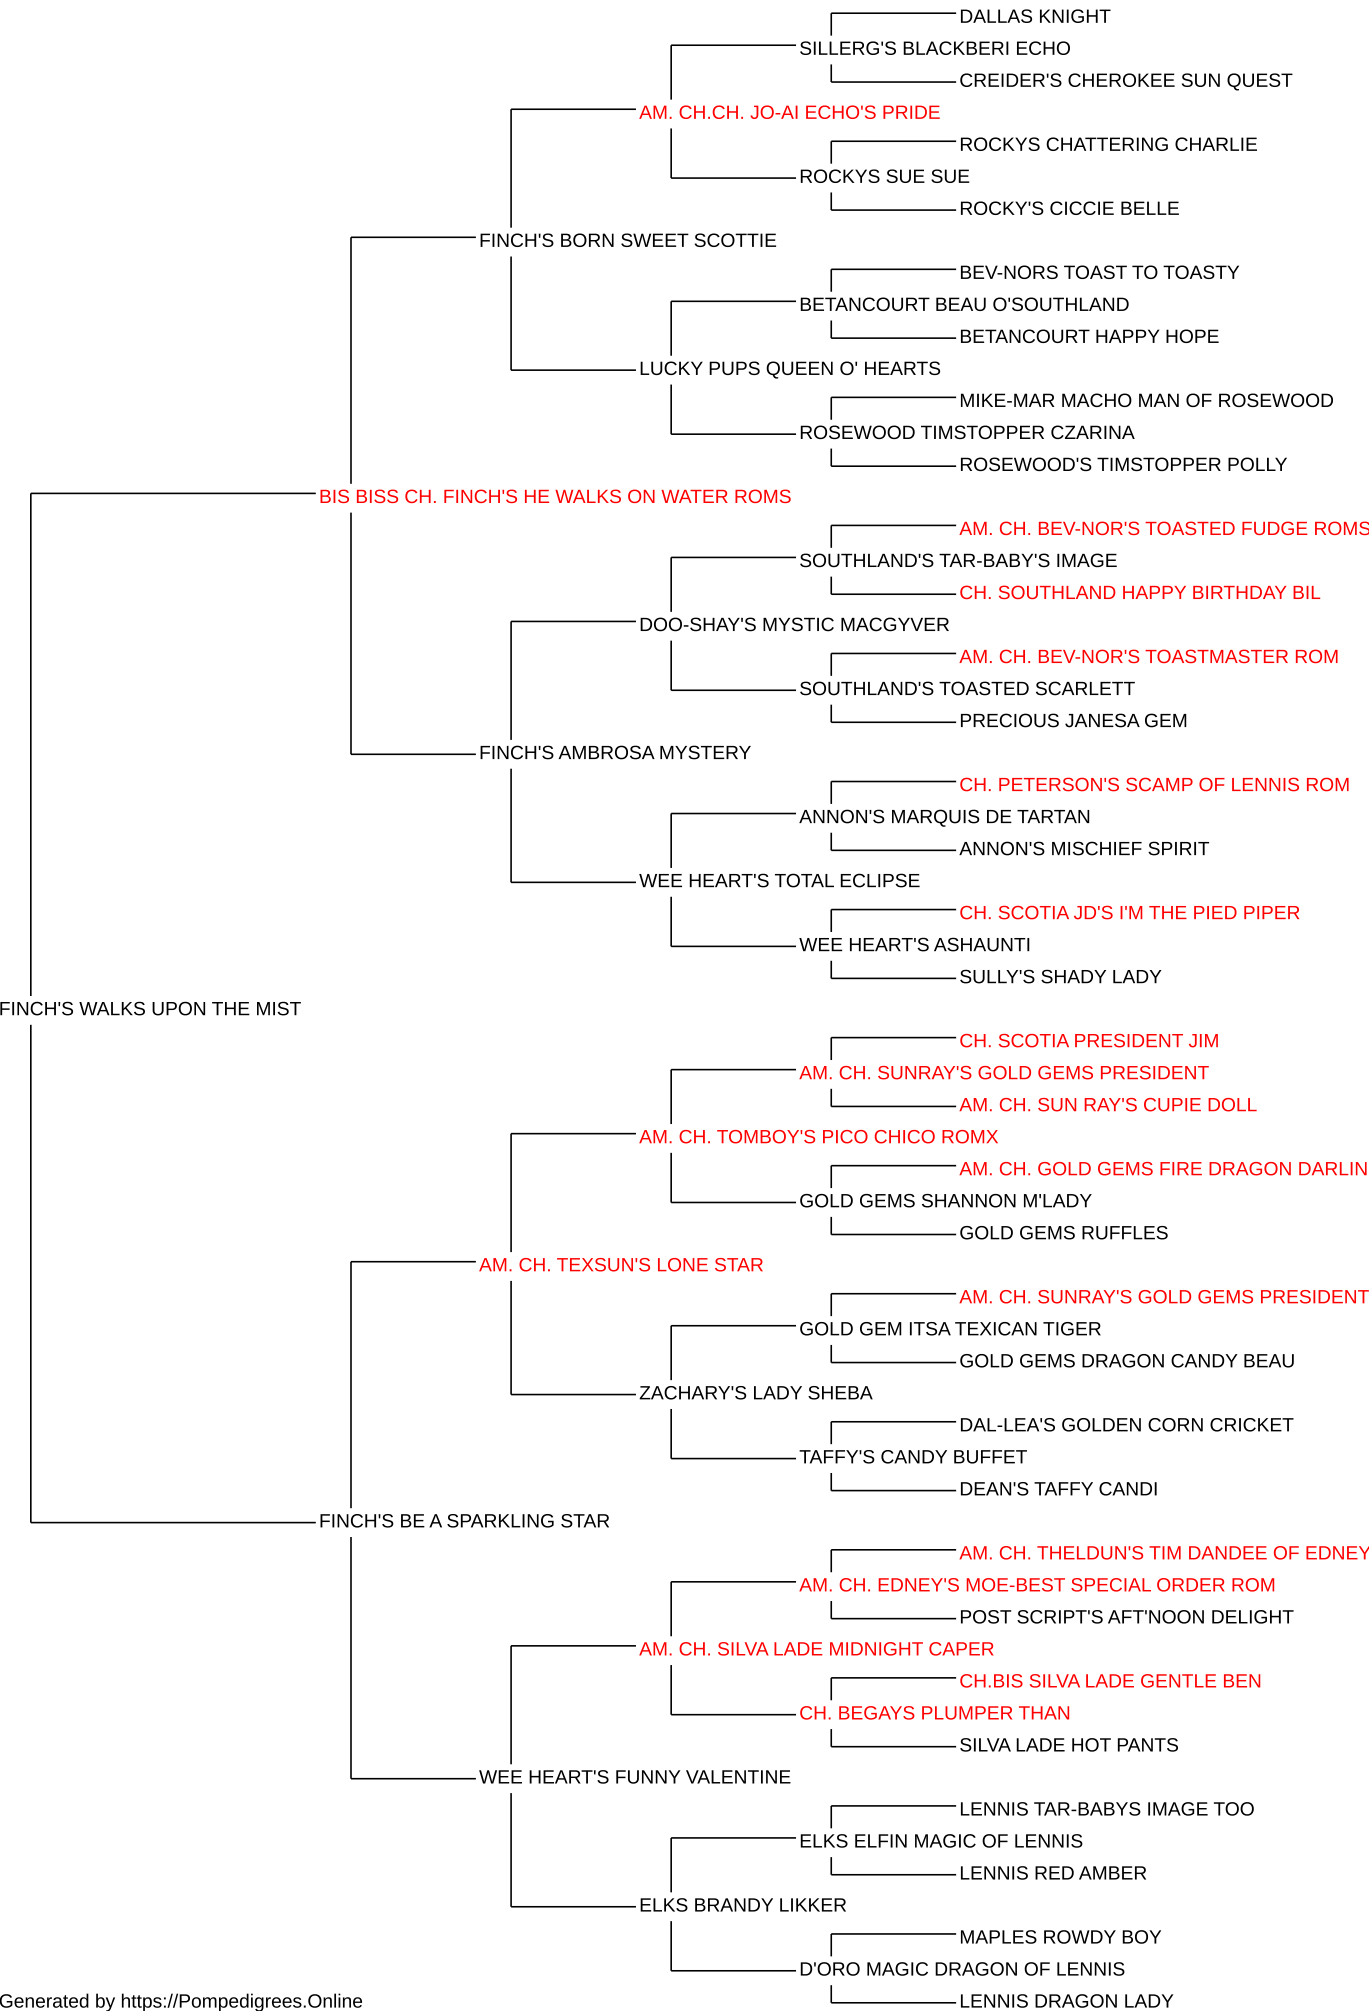 DALLAS KNIGHT
SILLERG'S BLACKBERI ECHO
CREIDER'S CHEROKEE SUN QUEST
AM. CH.CH. JO-AI ECHO'S PRIDE
ROCKYS CHATTERING CHARLIE
ROCKYS SUE SUE
ROCKY'S CICCIE BELLE
FINCH'S BORN SWEET SCOTTIE
BEV-NORS TOAST TO TOASTY
BETANCOURT BEAU O'SOUTHLAND
BETANCOURT HAPPY HOPE
LUCKY PUPS QUEEN O' HEARTS
MIKE-MAR MACHO MAN OF ROSEWOOD
ROSEWOOD TIMSTOPPER CZARINA
ROSEWOOD'S TIMSTOPPER POLLY
BIS BISS CH. FINCH'S HE WALKS ON WATER ROMS
AM. CH. BEV-NOR'S TOASTED FUDGE ROMS
SOUTHLAND'S TAR-BABY'S IMAGE
CH. SOUTHLAND HAPPY BIRTHDAY BIL
DOO-SHAY'S MYSTIC MACGYVER
AM. CH. BEV-NOR'S TOASTMASTER ROM
SOUTHLAND'S TOASTED SCARLETT
PRECIOUS JANESA GEM
FINCH'S AMBROSA MYSTERY
CH. PETERSON'S SCAMP OF LENNIS ROM
ANNON'S MARQUIS DE TARTAN
ANNON'S MISCHIEF SPIRIT
WEE HEART'S TOTAL ECLIPSE
CH. SCOTIA JD'S I'M THE PIED PIPER
WEE HEART'S ASHAUNTI
SULLY'S SHADY LADY
FINCH'S WALKS UPON THE MIST
CH. SCOTIA PRESIDENT JIM
AM. CH. SUNRAY'S GOLD GEMS PRESIDENT
AM. CH. SUN RAY'S CUPIE DOLL
AM. CH. TOMBOY'S PICO CHICO ROMX
AM. CH. GOLD GEMS FIRE DRAGON DARLIN
GOLD GEMS SHANNON M'LADY
GOLD GEMS RUFFLES
AM. CH. TEXSUN'S LONE STAR
AM. CH. SUNRAY'S GOLD GEMS PRESIDENT
GOLD GEM ITSA TEXICAN TIGER
GOLD GEMS DRAGON CANDY BEAU
ZACHARY'S LADY SHEBA
DAL-LEA'S GOLDEN CORN CRICKET
TAFFY'S CANDY BUFFET
DEAN'S TAFFY CANDI
FINCH'S BE A SPARKLING STAR
AM. CH. THELDUN'S TIM DANDEE OF EDNEY
AM. CH. EDNEY'S MOE-BEST SPECIAL ORDER ROM
POST SCRIPT'S AFT'NOON DELIGHT
AM. CH. SILVA LADE MIDNIGHT CAPER
CH.BIS SILVA LADE GENTLE BEN
CH. BEGAYS PLUMPER THAN
SILVA LADE HOT PANTS
WEE HEART'S FUNNY VALENTINE
LENNIS TAR-BABYS IMAGE TOO
ELKS ELFIN MAGIC OF LENNIS
LENNIS RED AMBER
ELKS BRANDY LIKKER
MAPLES ROWDY BOY
D'ORO MAGIC DRAGON OF LENNIS
LENNIS DRAGON LADY
Generated by https://Pompedigrees.Online